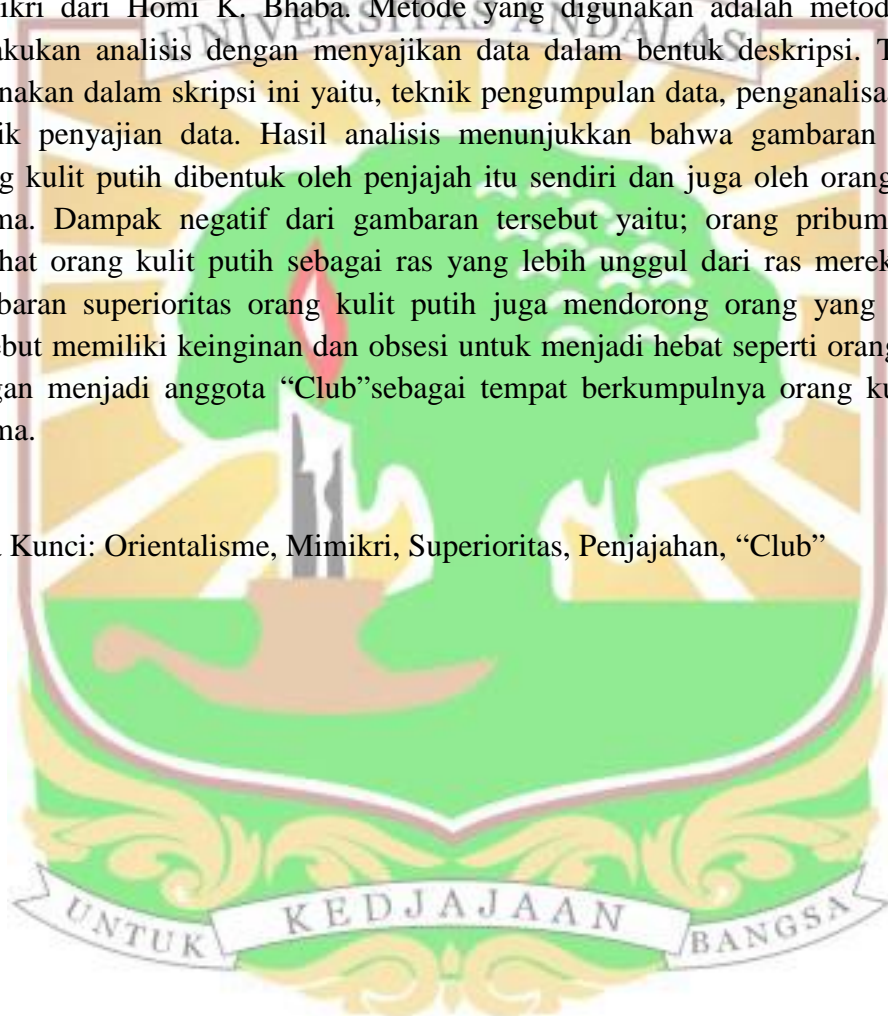 ikri dari Homi K. Bhaba. Metode yang digunakan adalah metod
akukan analisis dengan menyajikan data dalam bentuk deskripsi. T
UNIVERSITAS ANDALAS
nakan dalam skripsi ini yaitu, teknik pengumpulan data, penganalisa
ik penyajian data. Hasil analisis menunjukkan bahwa gambaran
g kulit putih dibentuk oleh penjajah itu sendiri dan juga oleh orang
ma. Dampak negatif dari gambaran tersebut yaitu; orang pribum
hat orang kulit putih sebagai ras yang lebih unggul dari ras merek
baran superioritas orang kulit putih juga mendorong orang yang
ebut memiliki keinginan dan obsesi untuk menjadi hebat seperti orang
gan menjadi anggota “Club”sebagai tempat berkumpulnya orang ku
ma.
Kunci: Orientalisme, Mimikri, Superioritas, Penjajahan, “Club”
UNTUK KEDJAJAAN BANGSA